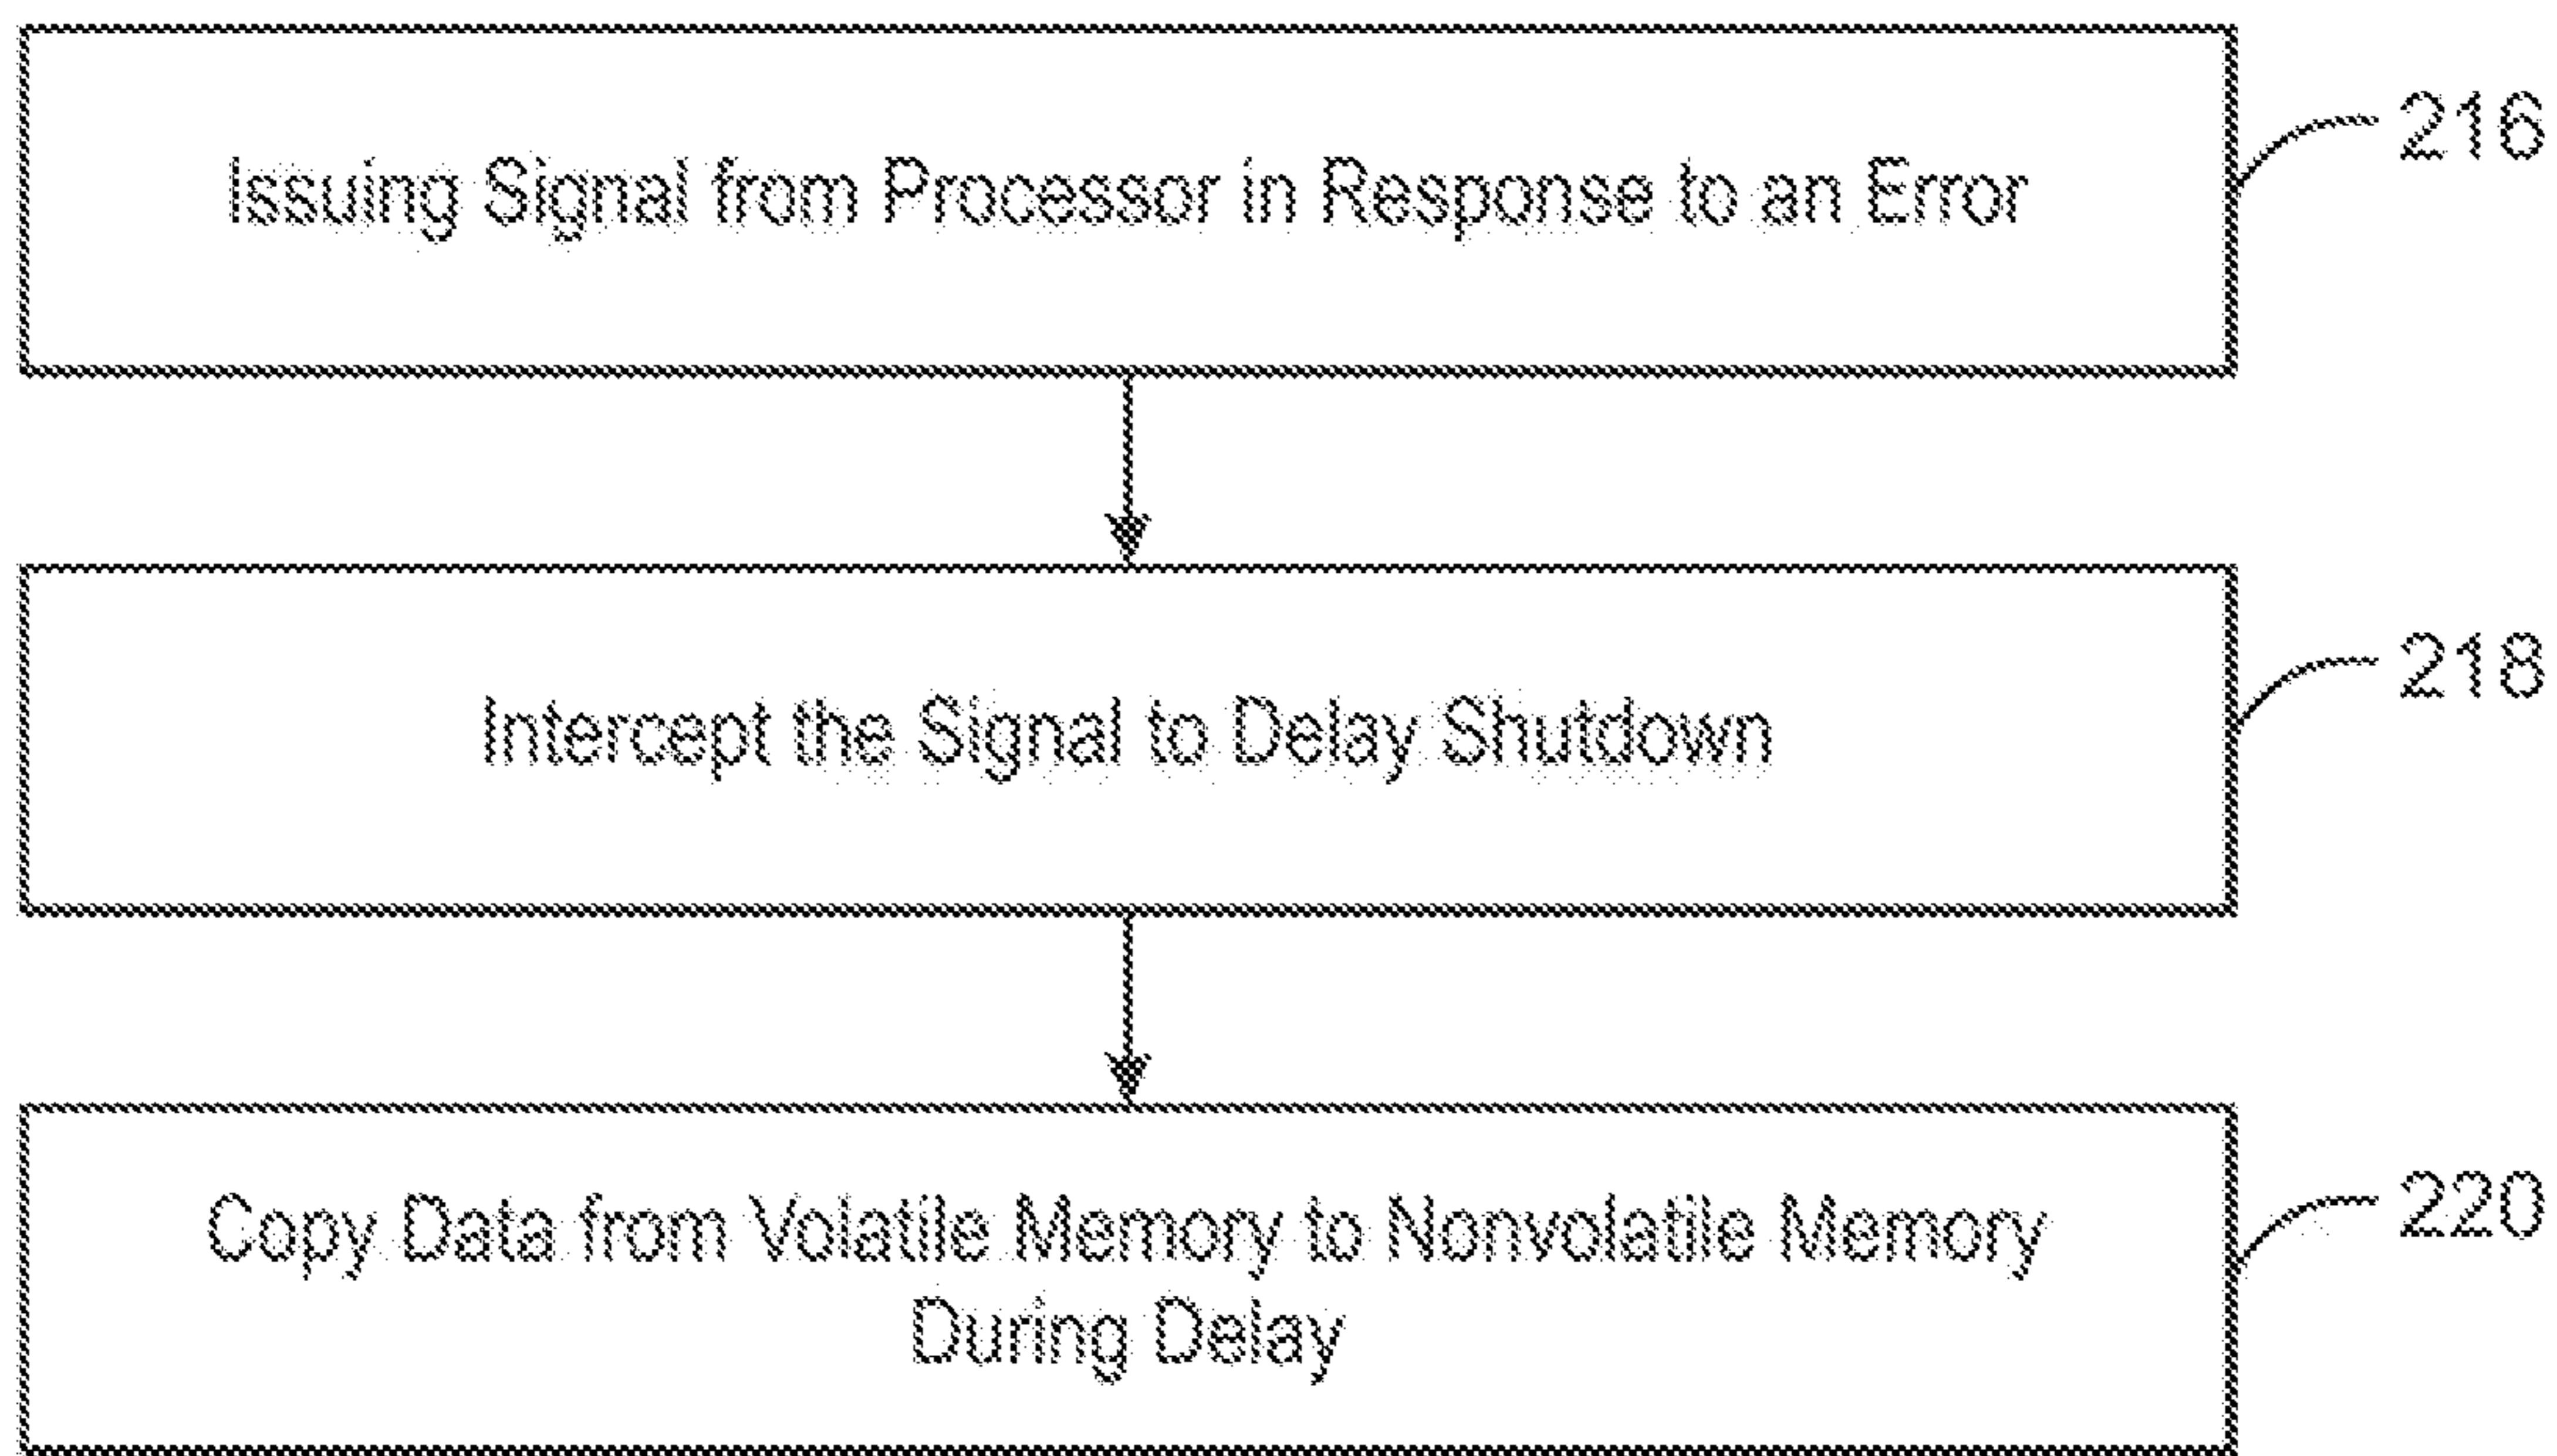 Issuing Signal from Processor in Response to an Error
216
Intercept the Signal to Delay Shutdown
218
Copy Data from Volatile Memory to Nonvolatile Memory
During Delay
220